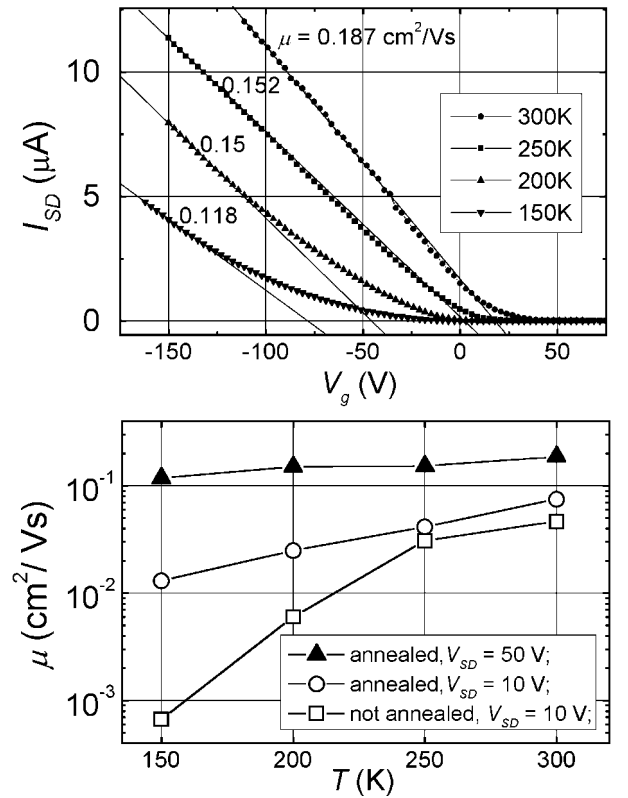 10
5
0
I_SD (μA)
μ = 0.187 cm²/Vs
0.152
0.15
0.118
300K
250K
200K
150K
-150 -100 -50 0 50
V_g (V)
10⁻¹
10⁻²
10⁻³
μ (cm²/ Vs)
annealed, V_SD = 50 V;
annealed, V_SD = 10 V;
not annealed, V_SD = 10 V;
150 200 250 300
T (K)